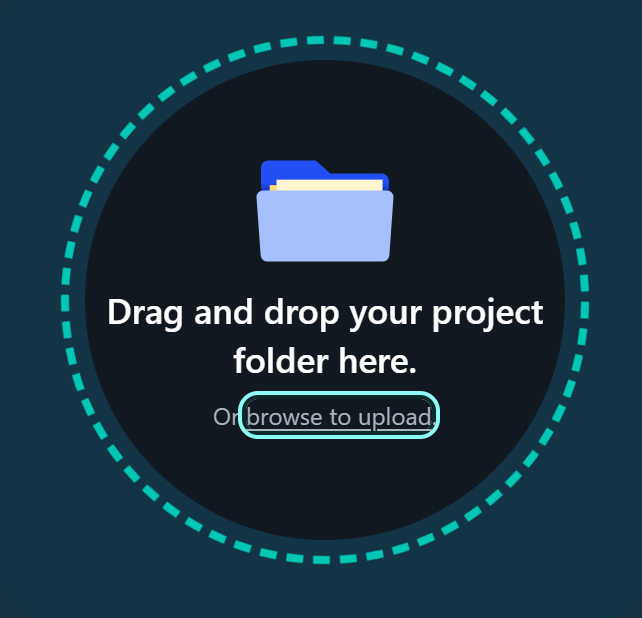 Drag and drop your project
folder here.
Or browse to upload.